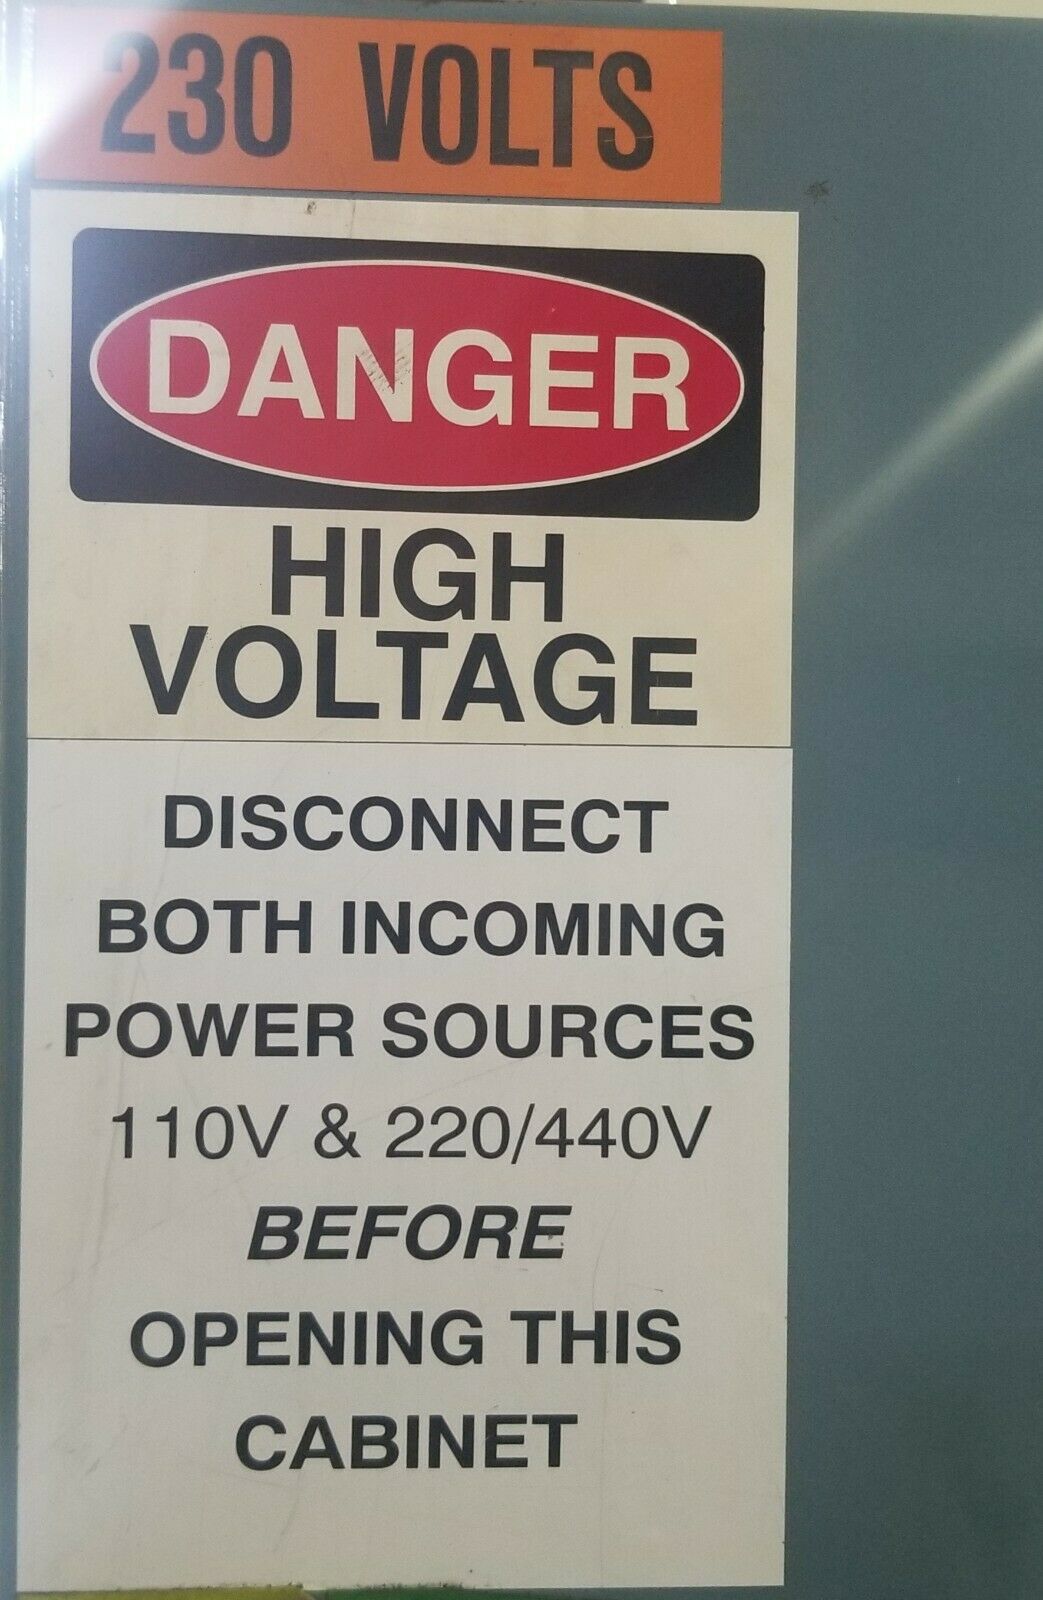 230 VOLTS
DANGER
HIGH
VOLTAGE
DISCONNECT
BOTH INCOMING
POWER SOURCES
110V & 220/440V
BEFORE
OPENING THIS
CABINET